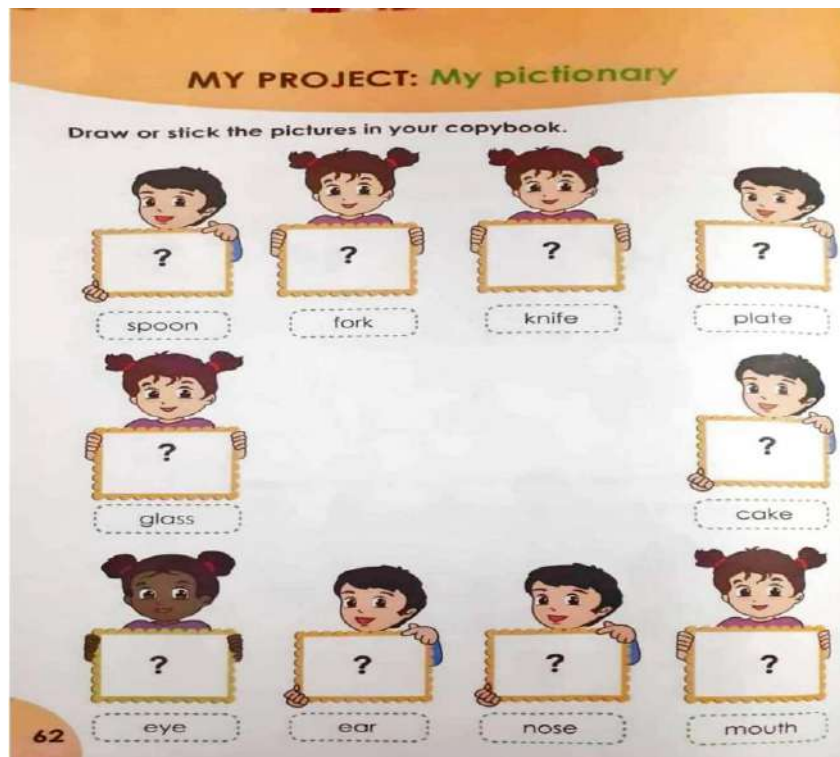 MY PROJECT: My pictionary
Draw or stick the pictures in your copybook.
? ? ? ?
spoon fork knife plate
? ?
glass cake
? ? ? ?
eye ear nose mouth
62